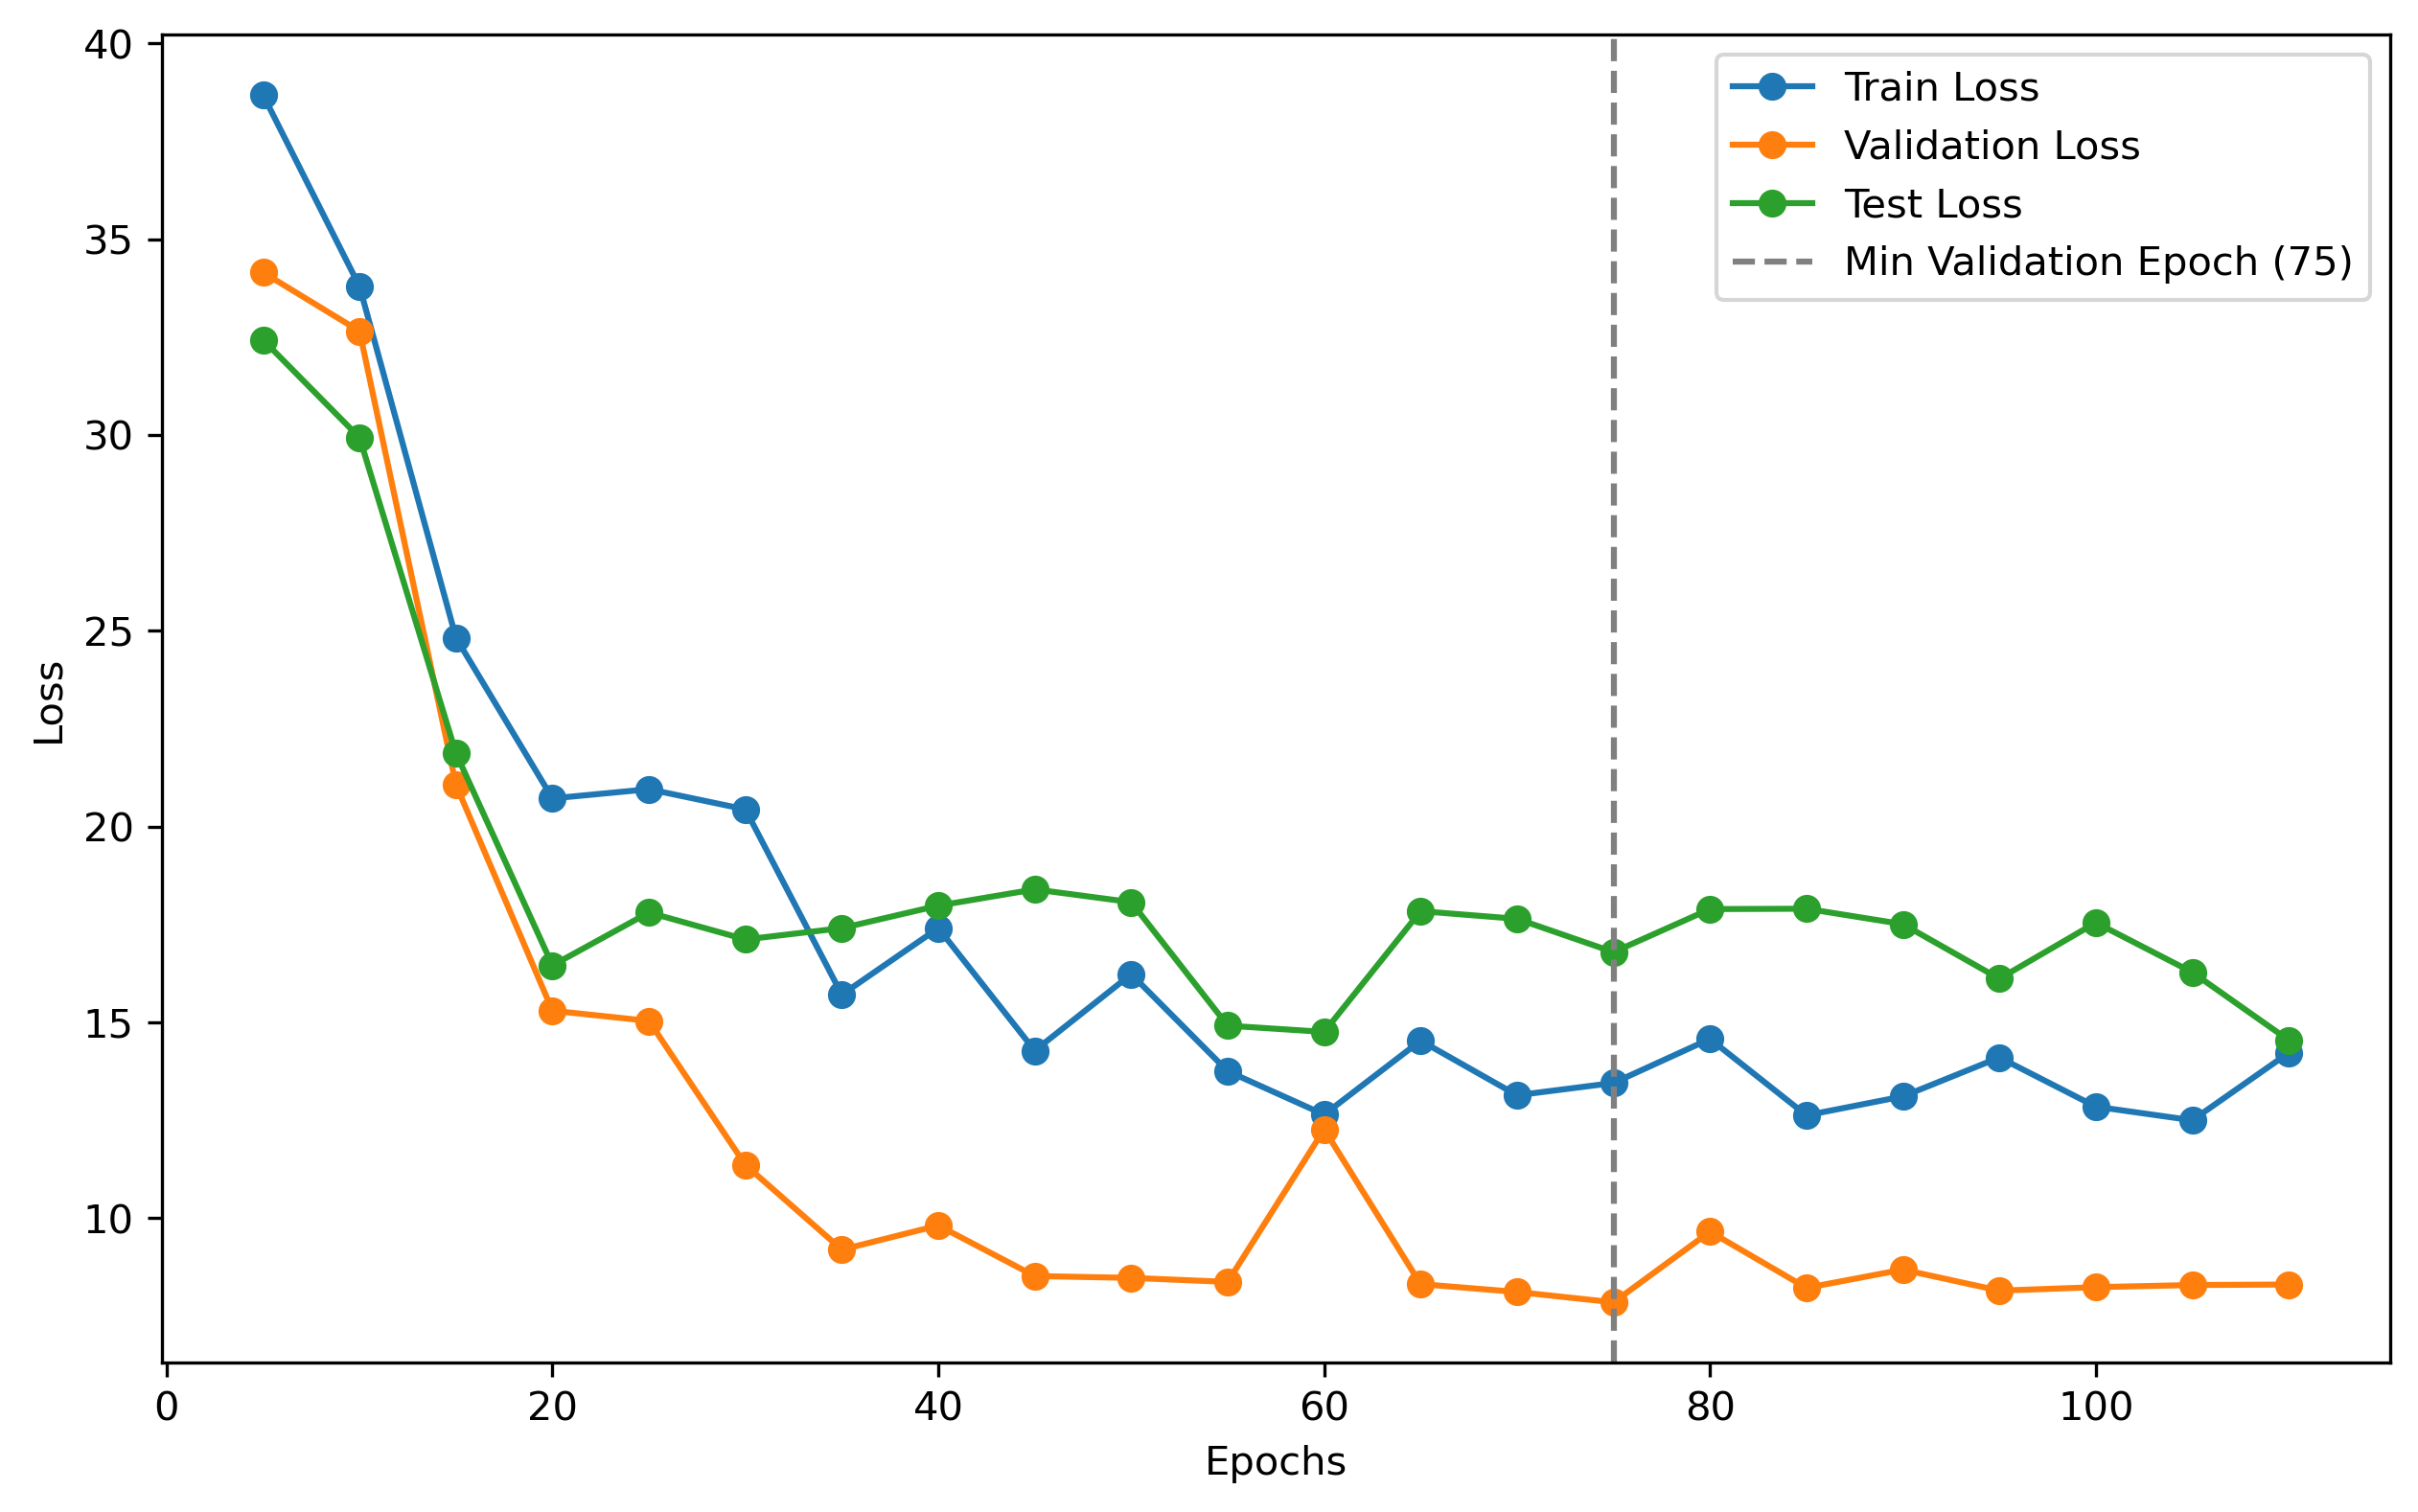 40
35
30
25
20
15
10
Loss
0 20 40 60 80 100
Epochs
Train Loss
Validation Loss
Test Loss
Min Validation Epoch (75)